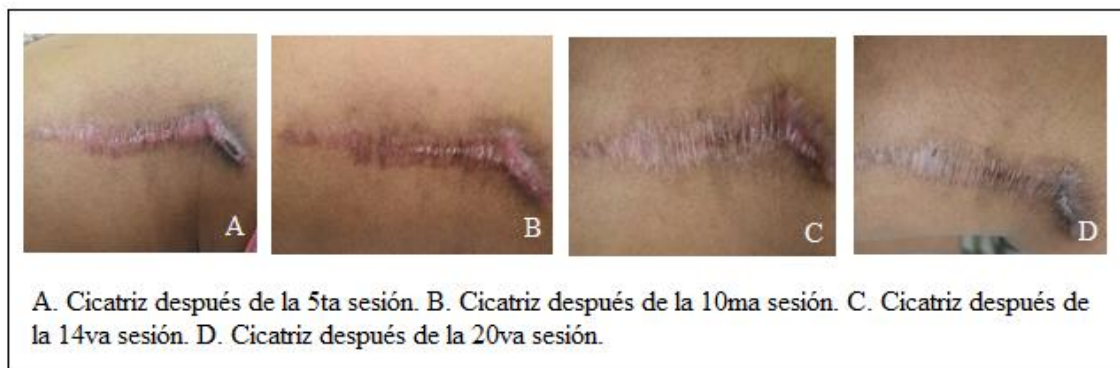 A
B
C
D
A. Cicatriz después de la 5ta sesión. B. Cicatriz después de la 10ma sesión. C. Cicatriz después de
la 14va sesión. D. Cicatriz después de la 20va sesión.